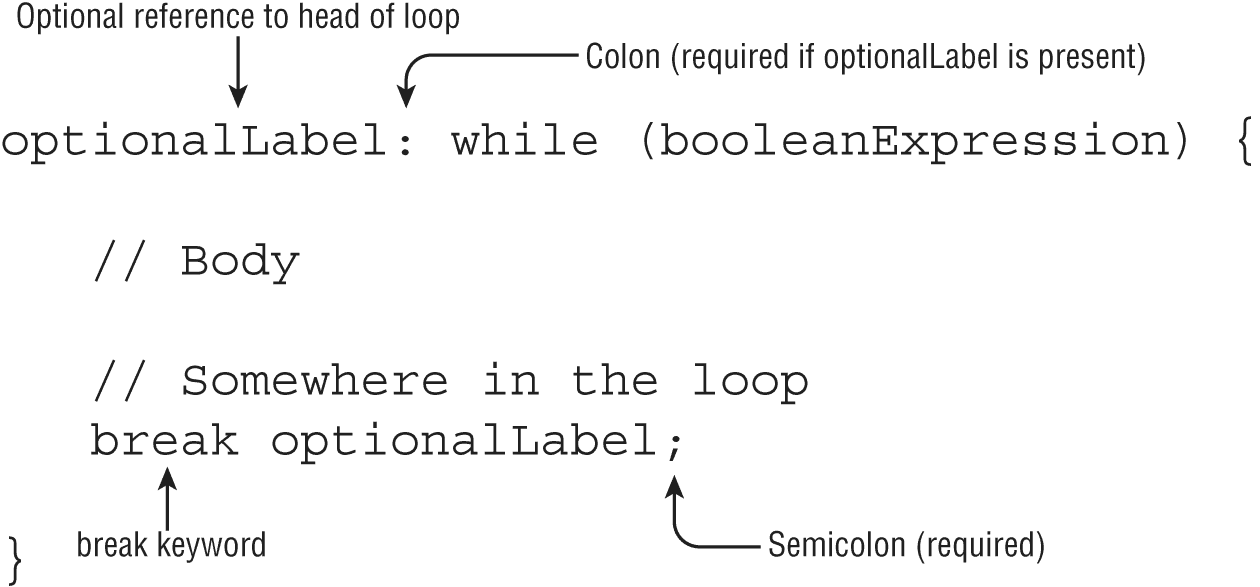 Optional reference to head of loop
Colon (required if optionalLabel is present)
optionalLabel: while (booleanExpression) {
// Body
// Somewhere in the loop
break optionalLabel;
} break keyword
Semicolon (required)